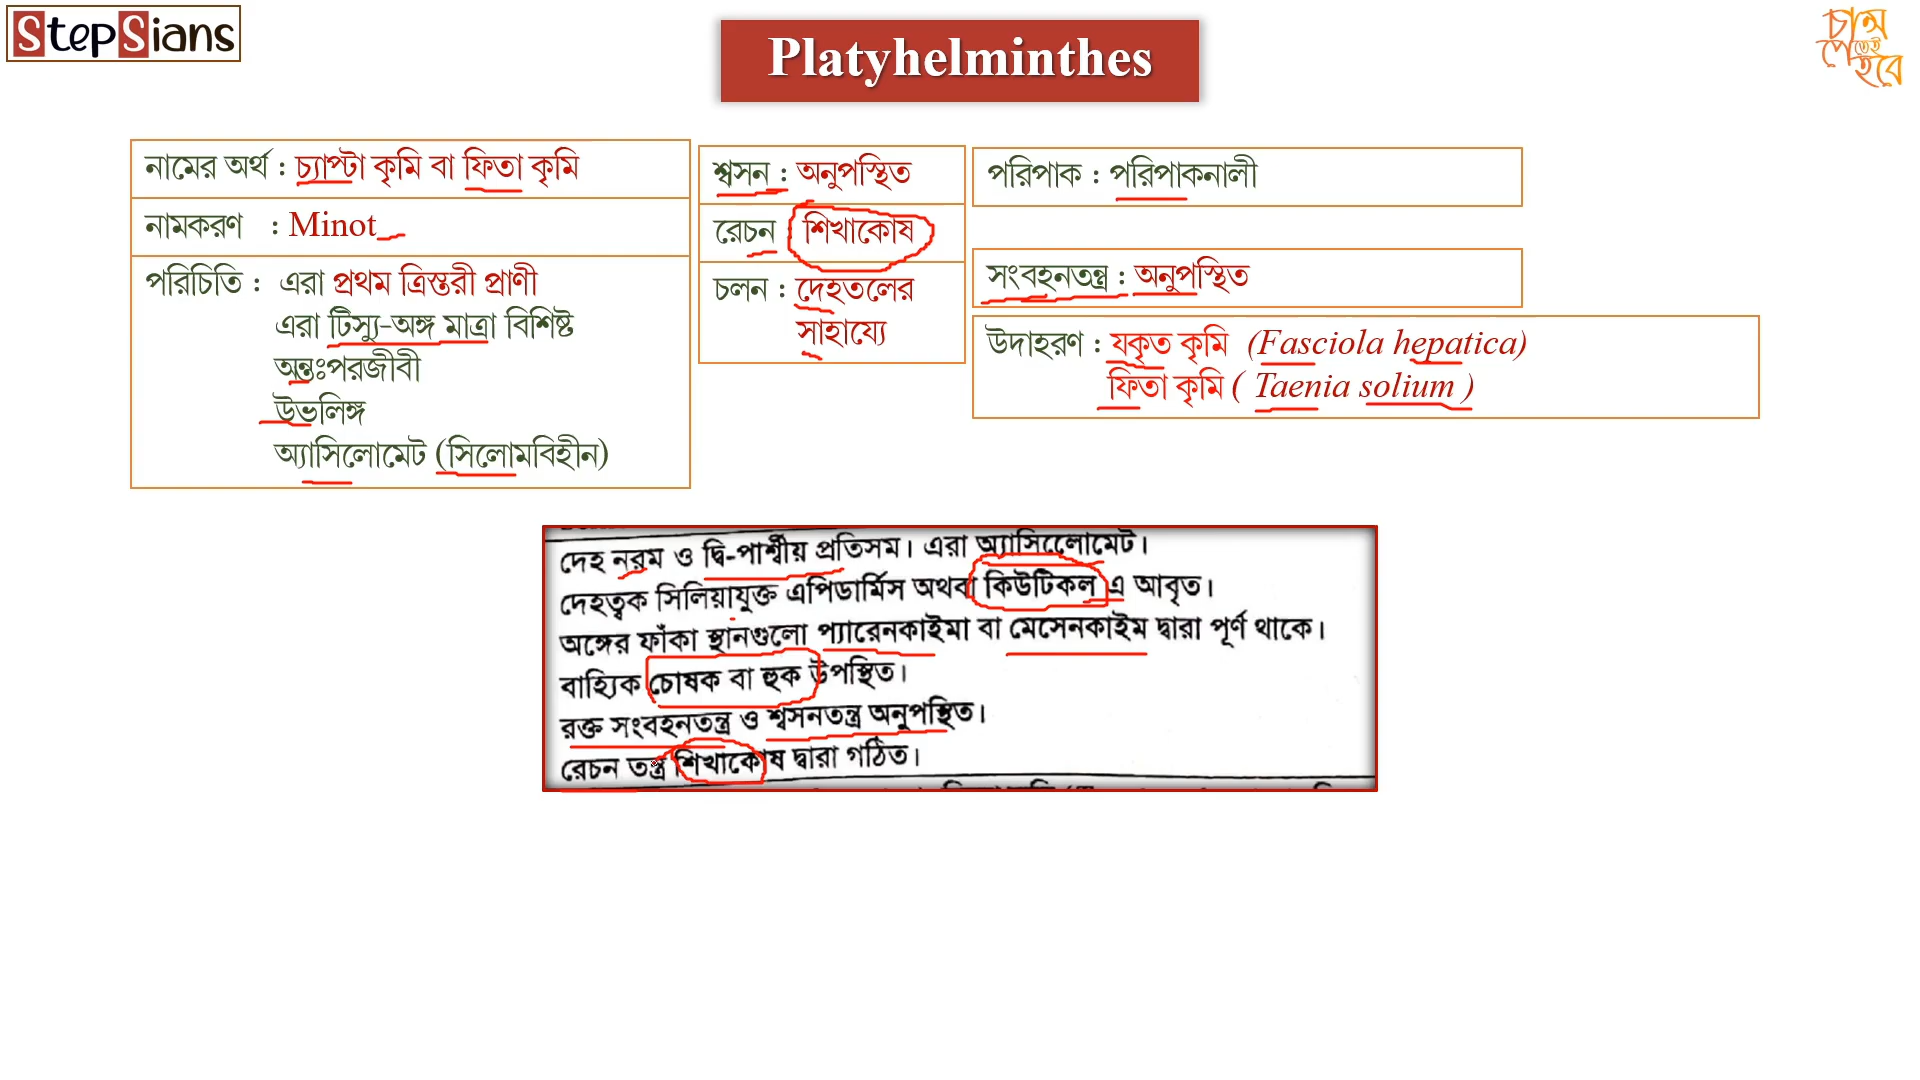 StepSians
Platyhelminthes
চান্স
পেতেই
হবে
নামের অর্থ : চ্যাপ্টা কৃমি বা ফিতা কৃমি
নামকরণ : Minot
পরিচিতি : এরা প্রথম ত্রিস্তরী প্রাণী
এরা টিস্যু-অঙ্গ মাত্রা বিশিষ্ট
অন্তঃপরজীবী
উভলিঙ্গ
অ্যাসিলোমেট (সিলোমবিহীন)
শ্বসন : অনুপস্থিত
রেচন শিখাকোষ
চলন : দেহতলের
সাহায্যে
পরিপাক : পরিপাকনালী
সংবহনতন্ত্র : অনুপস্থিত
উদাহরণ : যকৃত কৃমি (Fasciola hepatica)
ফিতা কৃমি ( Taenia solium )
দেহ নরম ও দ্বি-পার্শ্বীয় প্রতিসম। এরা অ্যাসিলোমেট।
দেহত্বক সিলিয়াযুক্ত এপিডার্মিস অথবা কিউটিকল এ আবৃত।
অঙ্গের ফাঁকা স্থানগুলো প্যারেনকাইমা বা মেসেনকাইম দ্বারা পূর্ণ থাকে।
বাহ্যিক চোষক বা হুক উপস্থিত।
রক্ত সংবহনতন্ত্র ও শ্বসনতন্ত্র অনুপস্থিত।
রেচন তন্ত্র শিখাকোষ দ্বারা গঠিত।